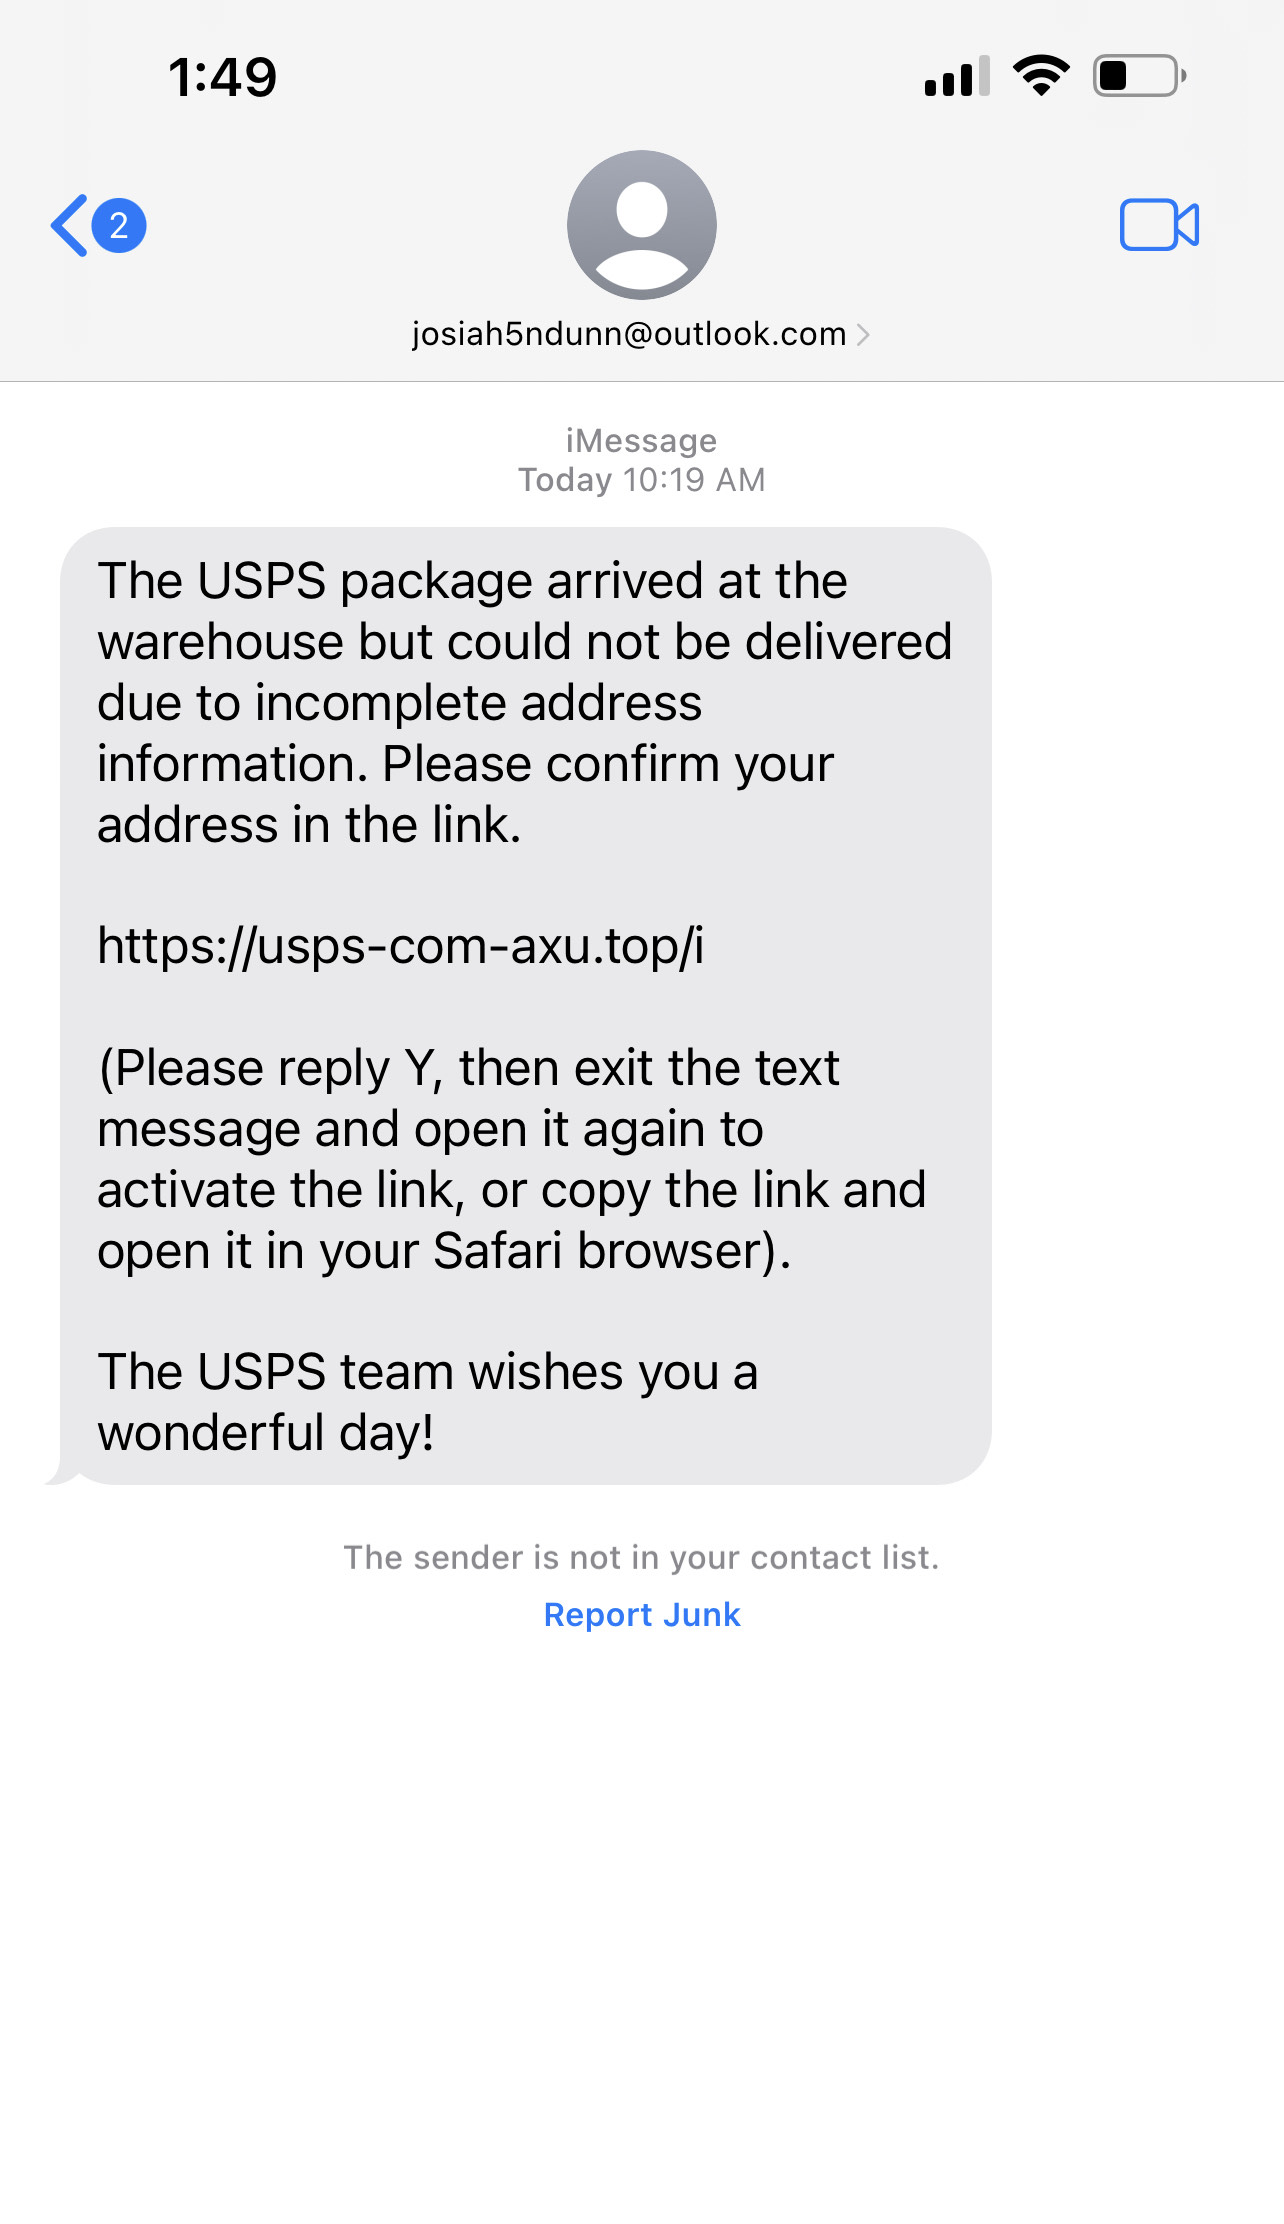 1:49
2
josiah5ndunn@outlook.com
iMessage
Today 10:19 AM
The USPS package arrived at the
warehouse but could not be delivered
due to incomplete address
information. Please confirm your
address in the link.
https://usps-com-axu.top/i
(Please reply Y, then exit the text
message and open it again to
activate the link, or copy the link and
open it in your Safari browser).
The USPS team wishes you a
wonderful day!
The sender is not in your contact list.
Report Junk